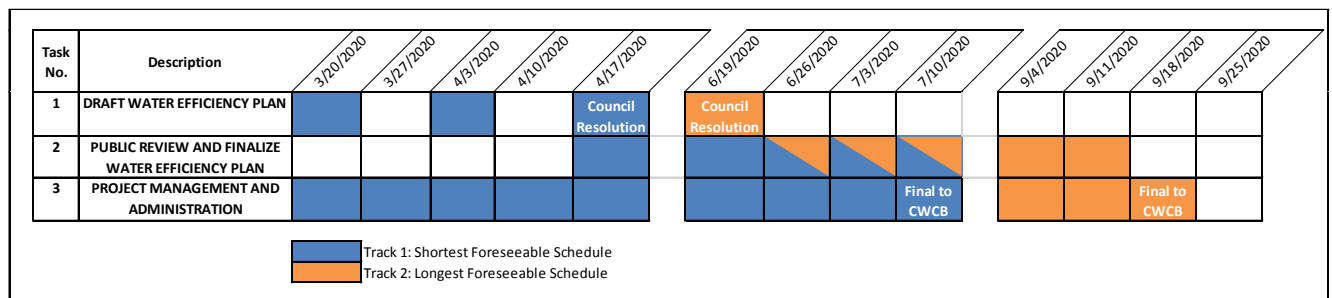 Task No.
Description
3/20/2020
3/27/2020
4/3/2020
4/10/2020
4/17/2020
6/19/2020
6/26/2020
7/3/2020
7/10/2020
9/4/2020
9/11/2020
9/18/2020
9/25/2020
1
DRAFT WATER EFFICIENCY PLAN
Council
Resolution
Council
Resolution
2
PUBLIC REVIEW AND FINALIZE
WATER EFFICIENCY PLAN
3
PROJECT MANAGEMENT AND
ADMINISTRATION
Final to
CWCB
Final to
CWCB
Track 1: Shortest Foreseeable Schedule
Track 2: Longest Foreseeable Schedule